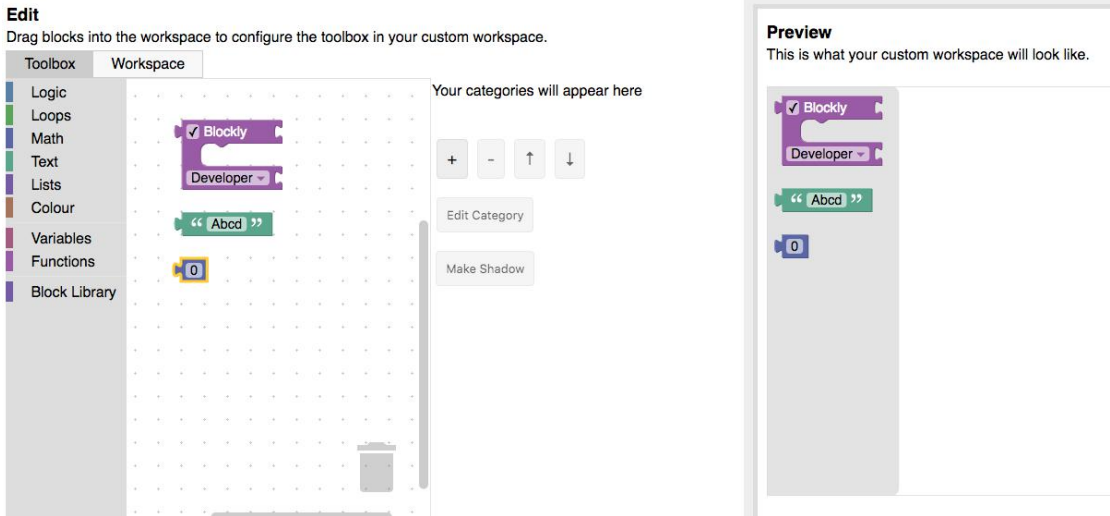 Edit
Drag blocks into the workspace to configure the toolbox in your custom workspace.
Toolbox Workspace
Logic
Loops
Math
Text
Lists
Colour
Variables
Functions
Block Library
✓ Blockly
Developer
“ Abcd ”
0
Your categories will appear here
+ - ↑ ↓
Edit Category
Make Shadow
Preview
This is what your custom workspace will look like.
✓ Blockly
Developer
“ Abcd ”
0